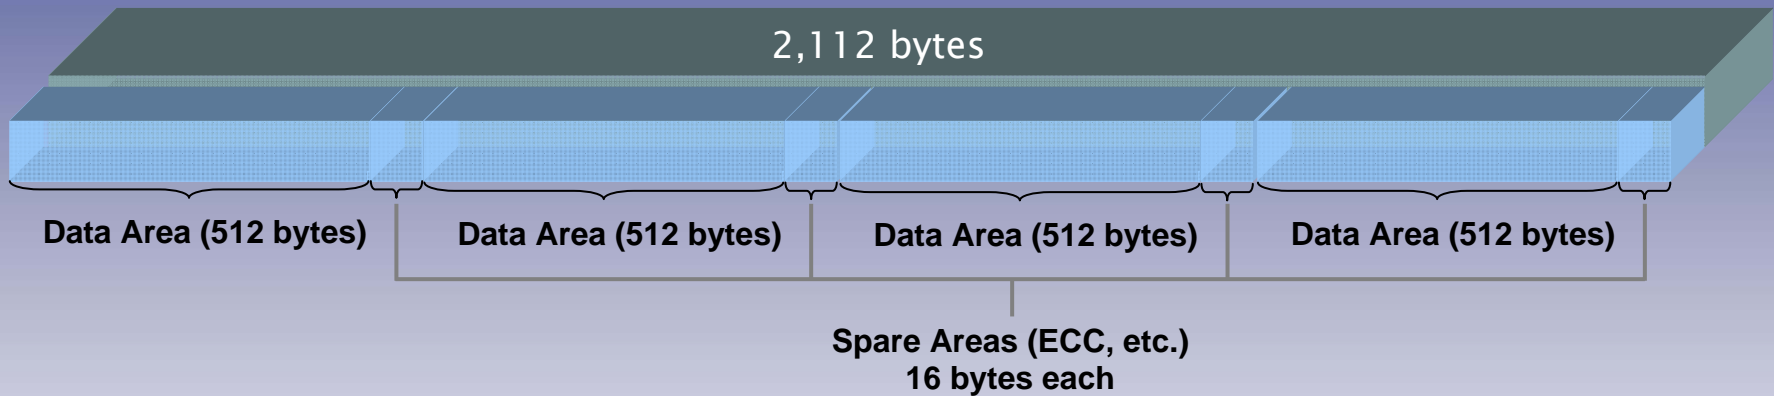 2,112 bytes
Data Area (512 bytes)
Data Area (512 bytes)
Data Area (512 bytes)
Data Area (512 bytes)
Spare Areas (ECC, etc.)
16 bytes each